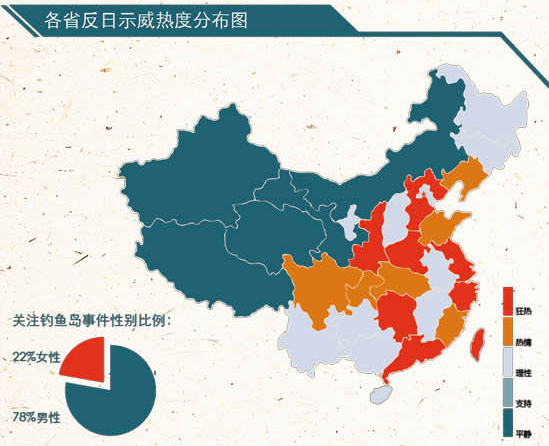 各省反日示威热度分布图
关注钓鱼岛事件性别比例：
22%女性
78%男性
狂热
热情
理性
支持
平静